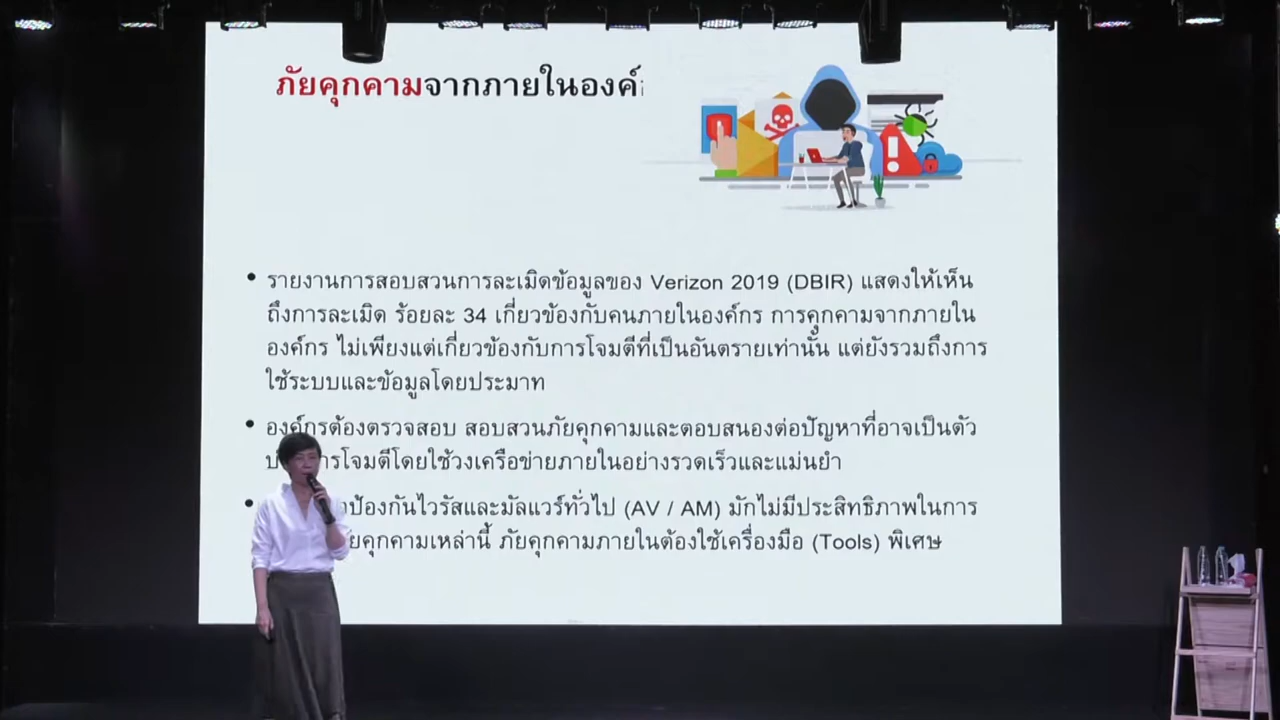 ภัยคุกคามจากภายในองค์
• รายงานการสอบสวนการละเมิดข้อมูลของ Verizon 2019 (DBIR) แสดงให้เห็น
ถึงการละเมิด ร้อยละ 34 เกี่ยวข้องกับคนภายในองค์กร การคุกคามจากภายใน
องค์กร ไม่เพียงแต่เกี่ยวข้องกับการโจมตีที่เป็นอันตรายเท่านั้น แต่ยังรวมถึงการ
ใช้ระบบและข้อมูลโดยประมาท
• องค์กรต้องตรวจสอบ สอบสวนภัยคุกคามและตอบสนองต่อปัญหาที่อาจเป็นตัว
การโจมตีโดยใช้วงเครือข่ายภายในอย่างรวดเร็วและแม่นยำ
• ป้องกันไวรัสและมัลแวร์ทั่วไป (AV / AM) มักไม่มีประสิทธิภาพในการ
ภัยคุกคามเหล่านี้ ภัยคุกคามภายในต้องใช้เครื่องมือ (Tools) พิเศษ